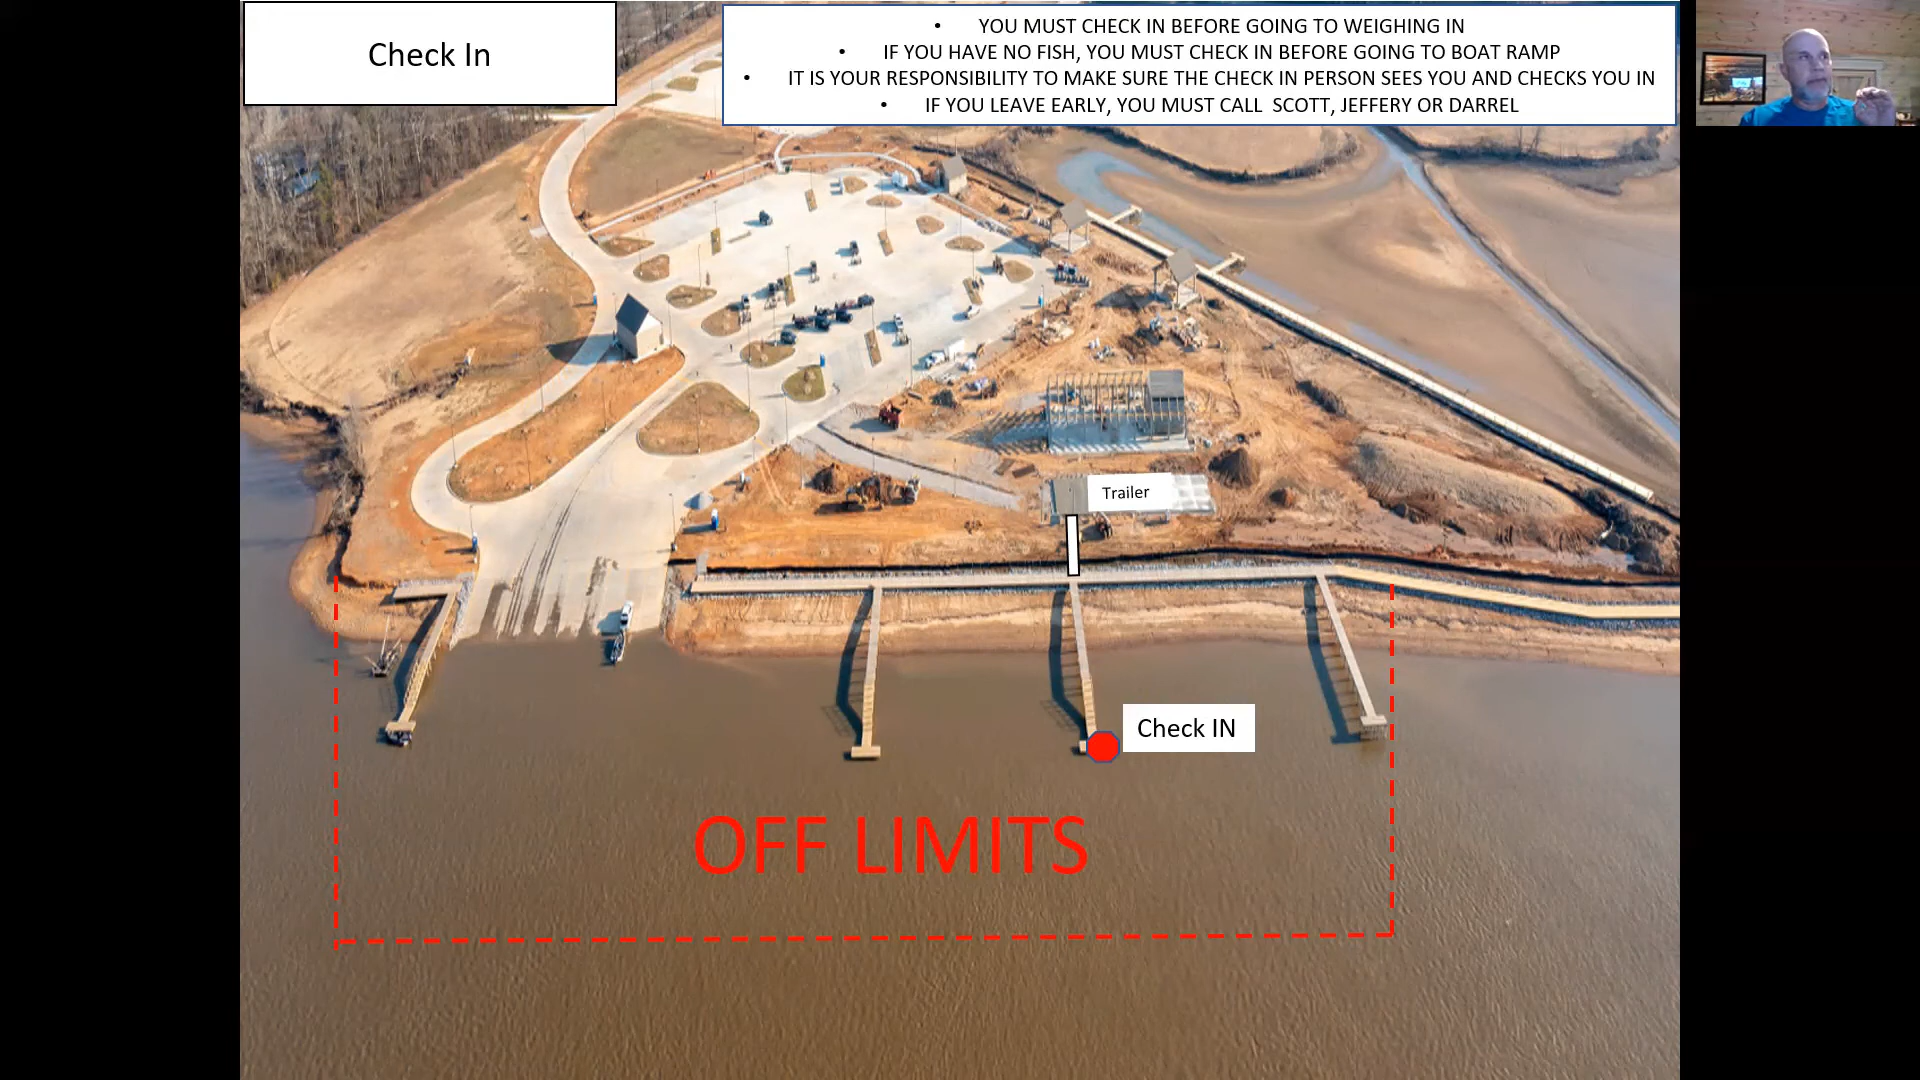 Check In
• YOU MUST CHECK IN BEFORE GOING TO WEIGHING IN
• IF YOU HAVE NO FISH, YOU MUST CHECK IN BEFORE GOING TO BOAT RAMP
• IT IS YOUR RESPONSIBILITY TO MAKE SURE THE CHECK IN PERSON SEES YOU AND CHECKS YOU IN
• IF YOU LEAVE EARLY, YOU MUST CALL SCOTT, JEFFERY OR DARREL
Trailer
Check IN
OFF LIMITS